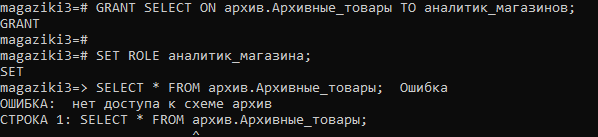 magaziki3=# GRANT SELECT ON архив.Архивные_товары TO аналитик_магазинов;
GRANT
magaziki3=#
magaziki3=# SET ROLE аналитик_магазина;
SET
magaziki3=> SELECT * FROM архив.Архивные_товары;  Ошибка
ОШИБКА:  нет доступа к схеме архив
СТРОКА 1: SELECT * FROM архив.Архивные_товары;
^